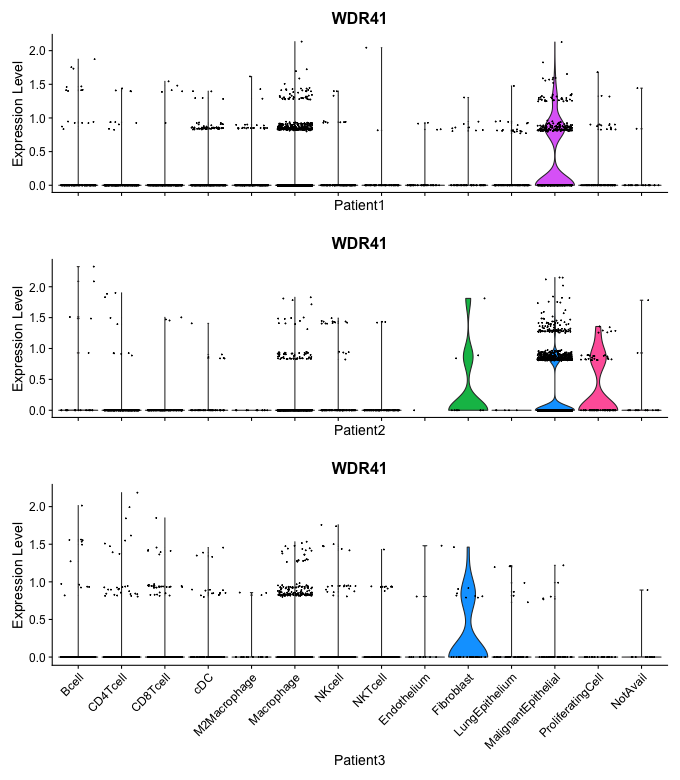 WDR41
Expression Level
2.0
1.5
1.0
0.5
0.0
Patient1
WDR41
Expression Level
2.0
1.5
1.0
0.5
0.0
Patient2
WDR41
Expression Level
2.0
1.5
1.0
0.5
0.0
Bcell
CD4Tcell
CD8Tcell
cDC
M2Macrophage
Macrophage
NKcell
NKTcell
Endothelium
Fibroblast
LungEpithelium
MalignantEpithelial
ProliferatingCell
NotAvail
Patient3